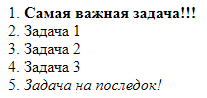 1. Самая важная задача!!!
2. Задача 1
3. Задача 2
4. Задача 3
5. Задача на последок!